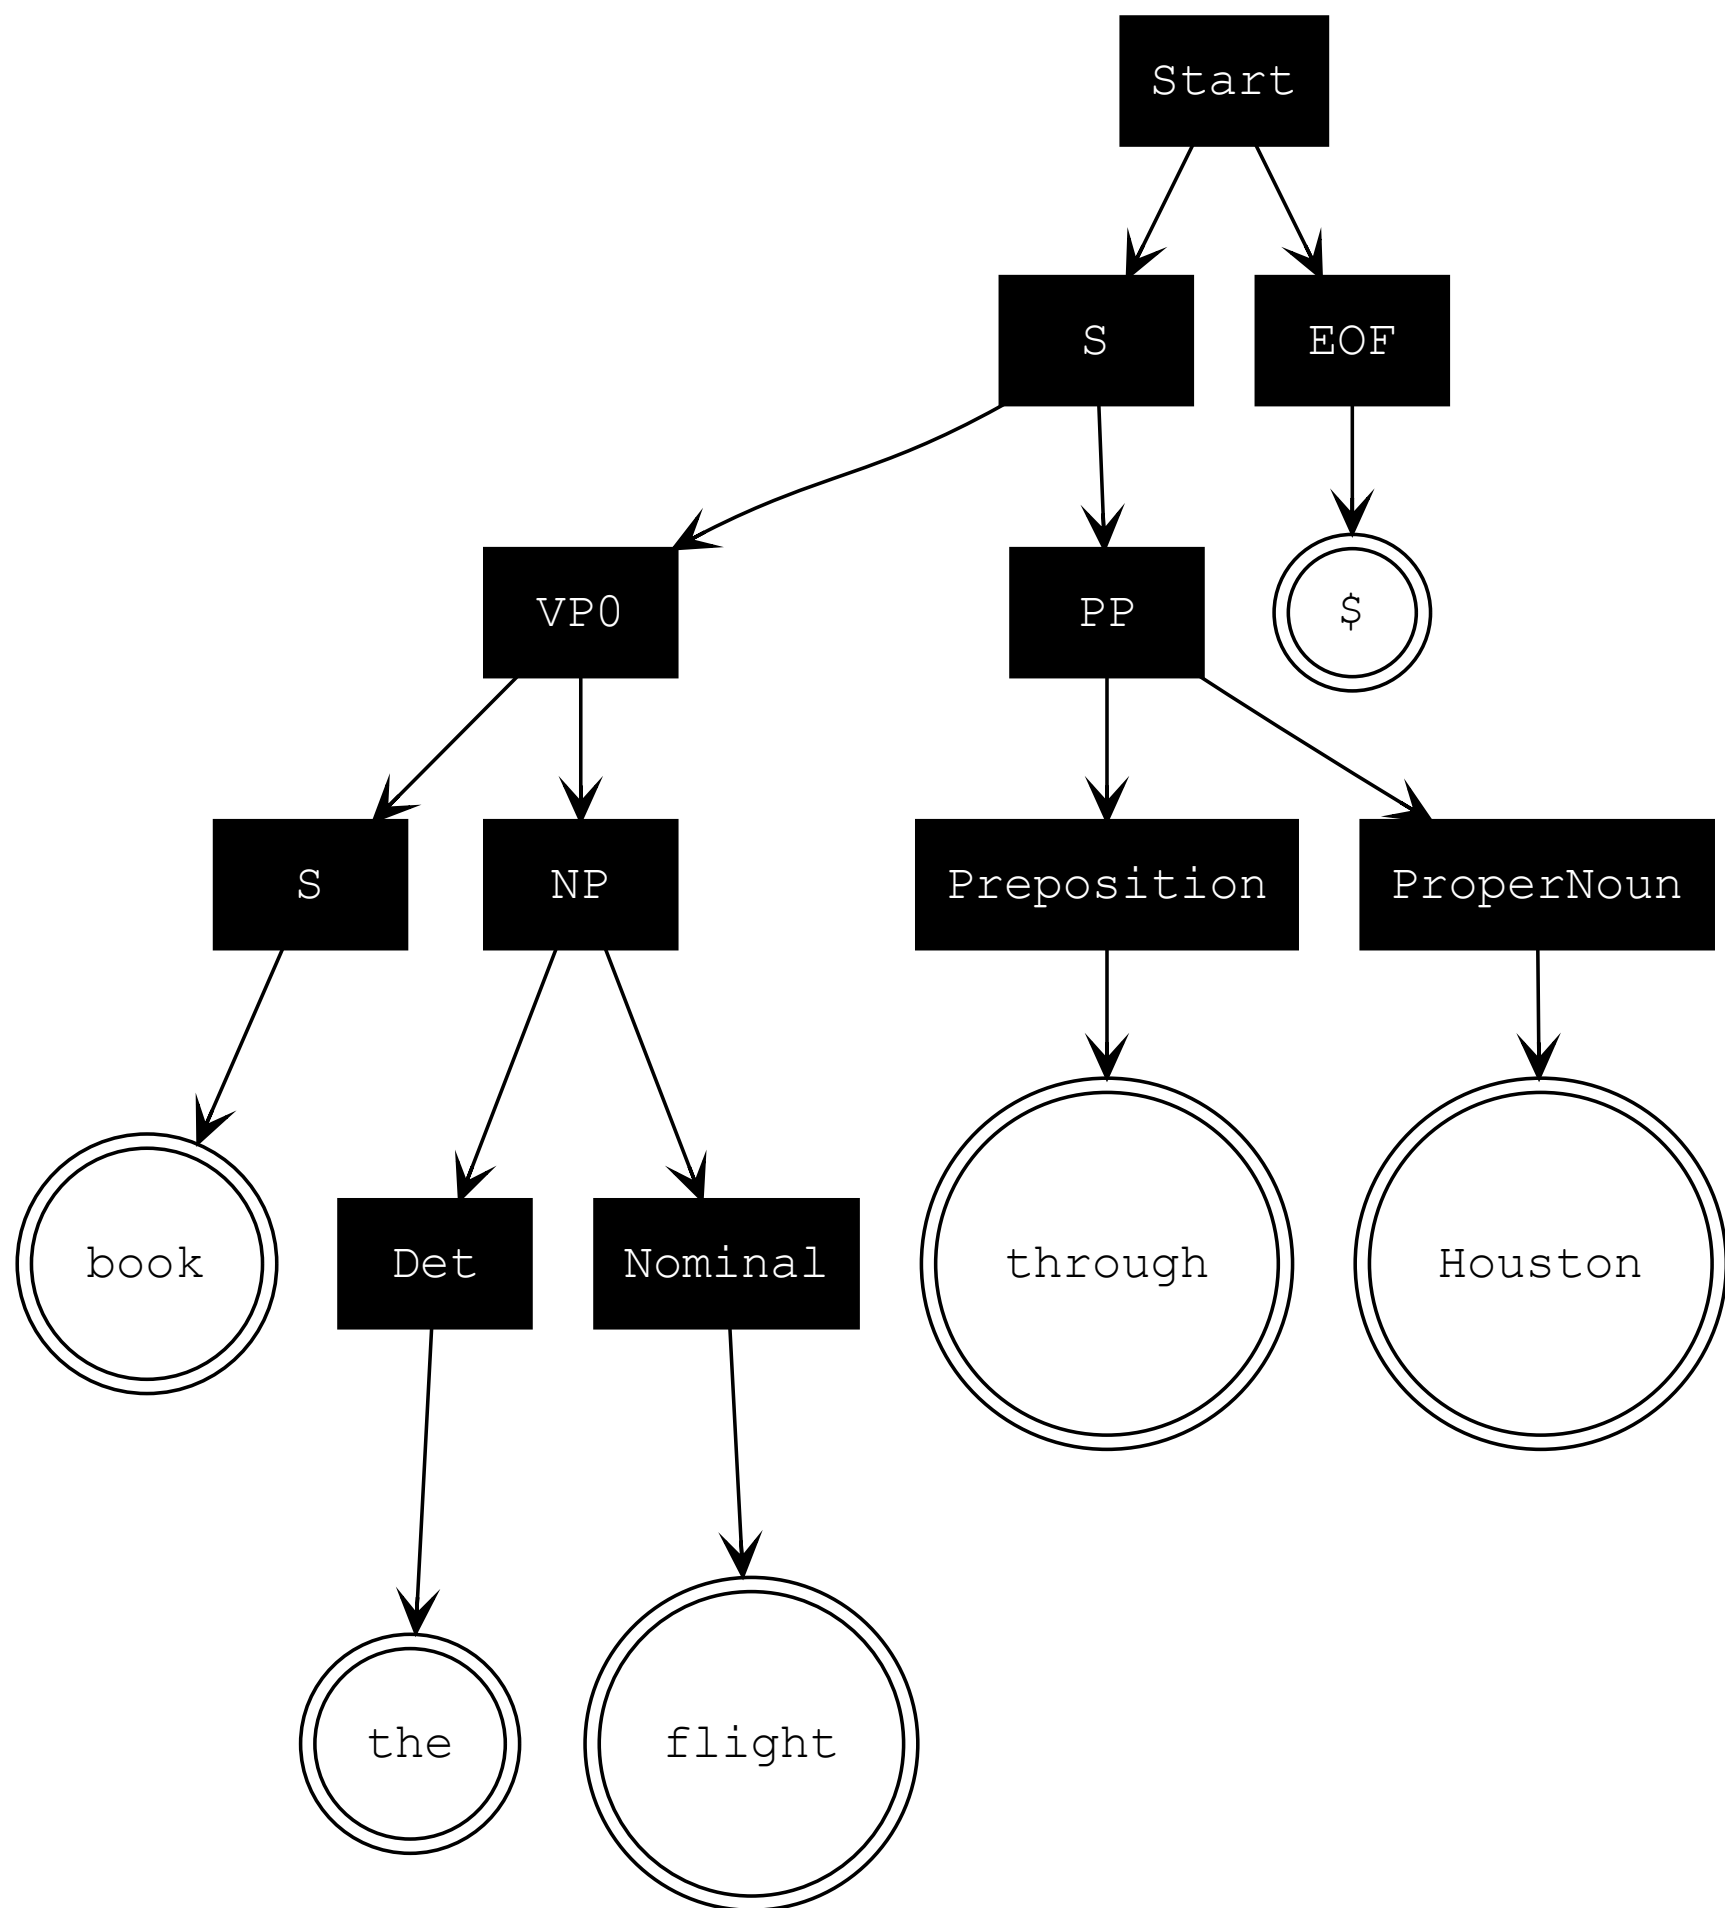 Start
S
EOF
VP0
PP
$
S
NP
Preposition
ProperNoun
book
Det
Nominal
through
Houston
the
flight